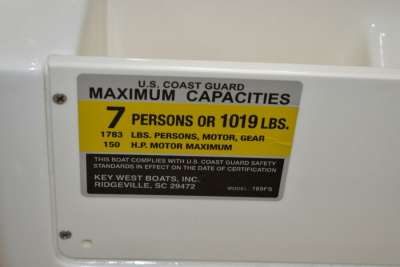 U.S. COAST GUARD
MAXIMUM CAPACITIES
7 PERSONS OR 1019 LBS.
1783 LBS. PERSONS, MOTOR, GEAR
150 H.P. MOTOR MAXIMUM
THIS BOAT COMPLIES WITH U.S. COAST GUARD SAFETY
STANDARDS IN EFFECT ON THE DATE OF CERTIFICATION
KEY WEST BOATS, INC.
RIDGEVILLE, SC 29472
MODEL: 189FS